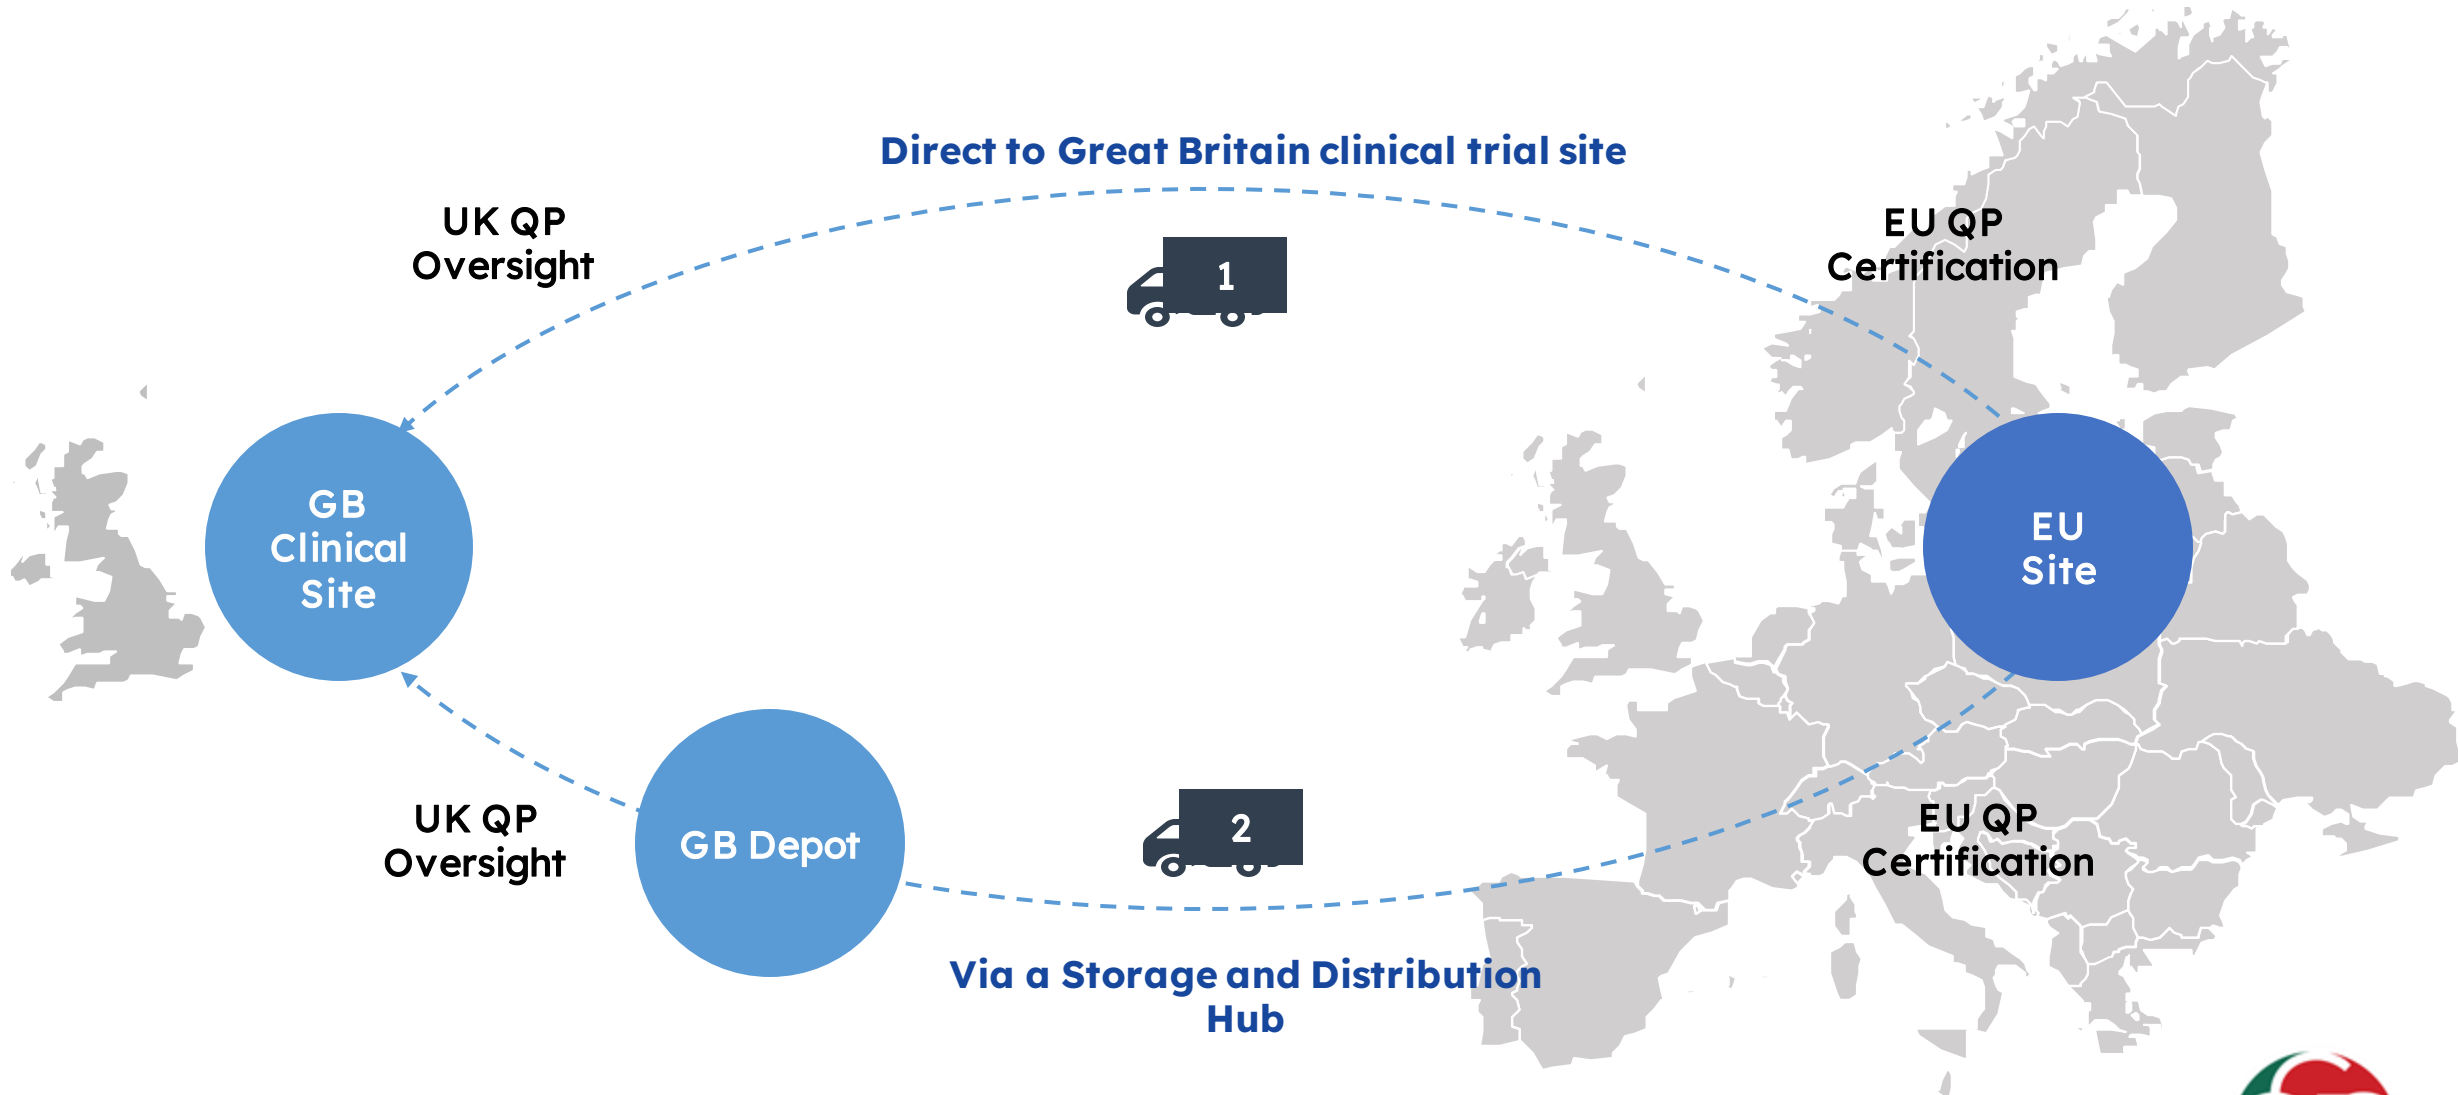 Direct to Great Britain clinical trial site
UK QP
Oversight
EU QP
Certification
1
GB
Clinical
Site
EU
Site
UK QP
Oversight
GB Depot
2
EU QP
Certification
Via a Storage and Distribution
Hub